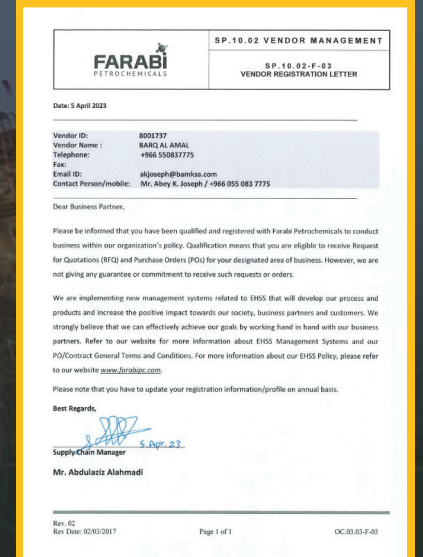 FARABI
PETROCHEMICALS
SP.10.02 VENDOR MANAGEMENT
SP.10.02-F-03
VENDOR REGISTRATION LETTER
Date: 5 April 2023
Vendor ID: 8001737
Vendor Name : BARQ AL AMAL
Telephone: +966 550837775
Fax:
Email ID: akjoseph@bamksa.com
Contact Person/mobile: Mr. Abey K. Joseph / +966 055 083 7775
Dear Business Partner,
Please be informed that you have been qualified and registered with Farabi Petrochemicals to conduct
business within our organization's policy. Qualification means that you are eligible to receive Request
for Quotations (RFQ) and Purchase Orders (POs) for your designated area of business. However, we are
not giving any guarantee or commitment to receive such requests or orders.
We are implementing new management systems related to EHSS that will develop our process and
products and increase the positive impact towards our society, business partners and customers. We
strongly believe that we can effectively achieve our goals by working hand in hand with our business
partners. Refer to our website for more information about EHSS Management Systems and our
PO/Contract General Terms and Conditions. For more information about our EHSS Policy, please refer
to our website www.farabipc.com.
Please note that you have to update your registration information/profile on annual basis.
Best Regards,
5.Apr.23
Supply Chain Manager
Mr. Abdulaziz Alahmadi
Rev. 02
Rev Date: 02/03/2017 Page 1 of 1 OC.03.03-F-03